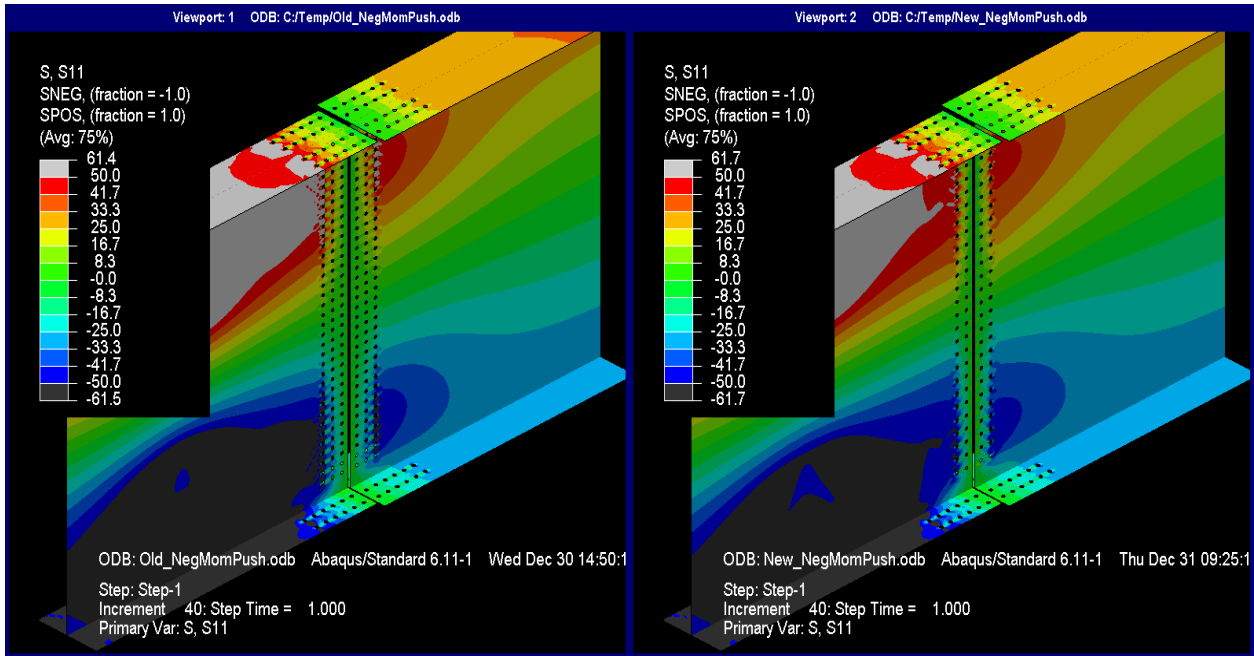 Viewport: 1 ODB: C:/Temp/Old_NegMomPush.odb
S, S11
SNEG, (fraction = -1.0)
SPOS, (fraction = 1.0)
(Avg: 75%)
61.4
50.0
41.7
33.3
25.0
16.7
8.3
-0.0
-8.3
-16.7
-25.0
-33.3
-41.7
-50.0
-61.5
ODB: Old_NegMomPush.odb Abaqus/Standard 6.11-1 Wed Dec 30 14:50:1
Step: Step-1
Increment 40: Step Time = 1.000
Primary Var: S, S11
Viewport: 2 ODB: C:/Temp/New_NegMomPush.odb
S, S11
SNEG, (fraction = -1.0)
SPOS, (fraction = 1.0)
(Avg: 75%)
61.7
50.0
41.7
33.3
25.0
16.7
8.3
-0.0
-8.3
-16.7
-25.0
-33.3
-41.7
-50.0
-61.7
ODB: New_NegMomPush.odb Abaqus/Standard 6.11-1 Thu Dec 31 09:25:1
Step: Step-1
Increment 40: Step Time = 1.000
Primary Var: S, S11